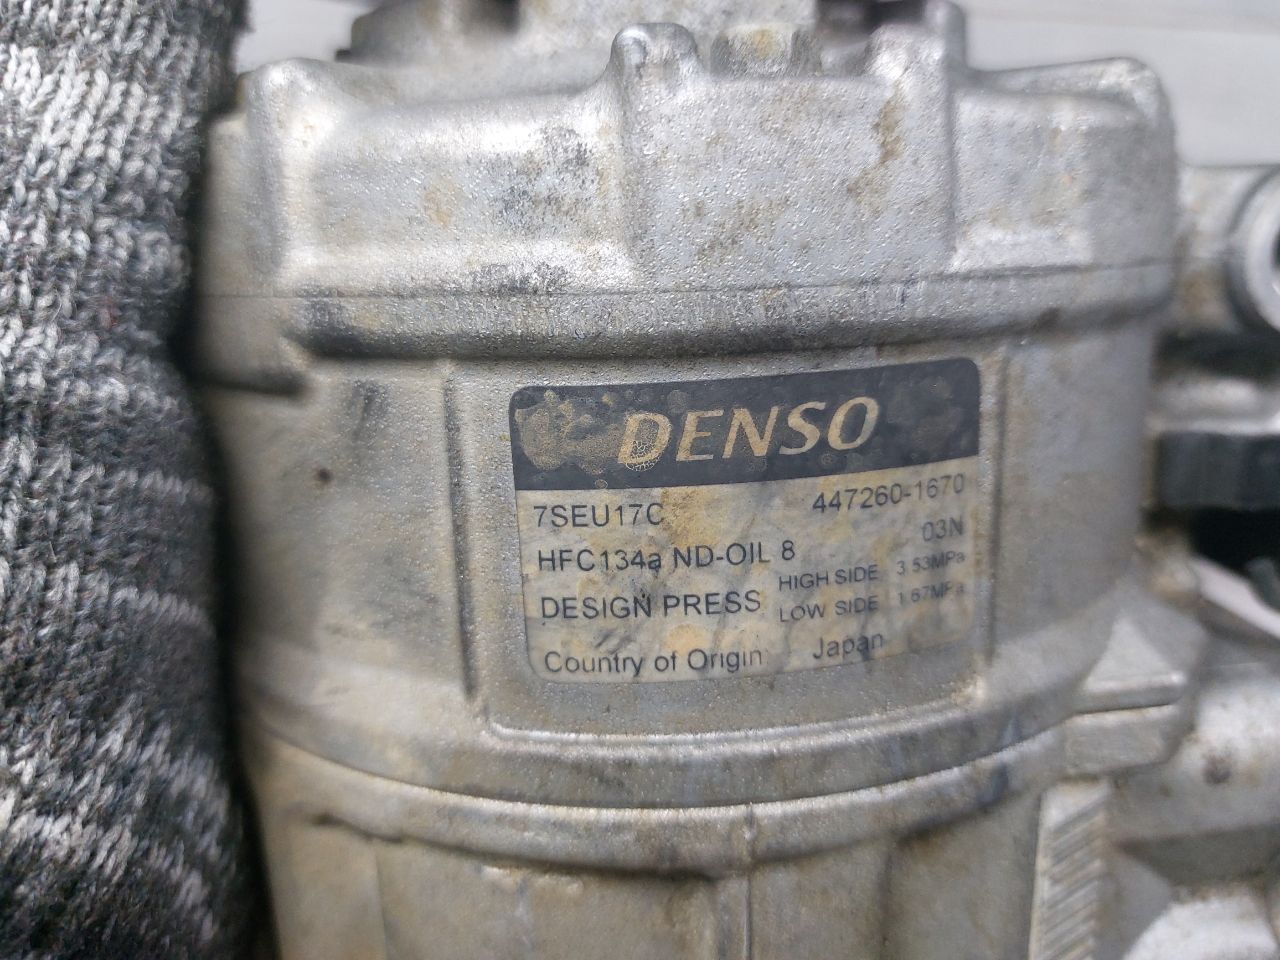 DENSO
7SEU17C 447260-1670
03N
HFC134a ND-OIL 8
DESIGN PRESS HIGH SIDE 3.53MPa
LOW SIDE 1.67MPa
Country of Origin Japan